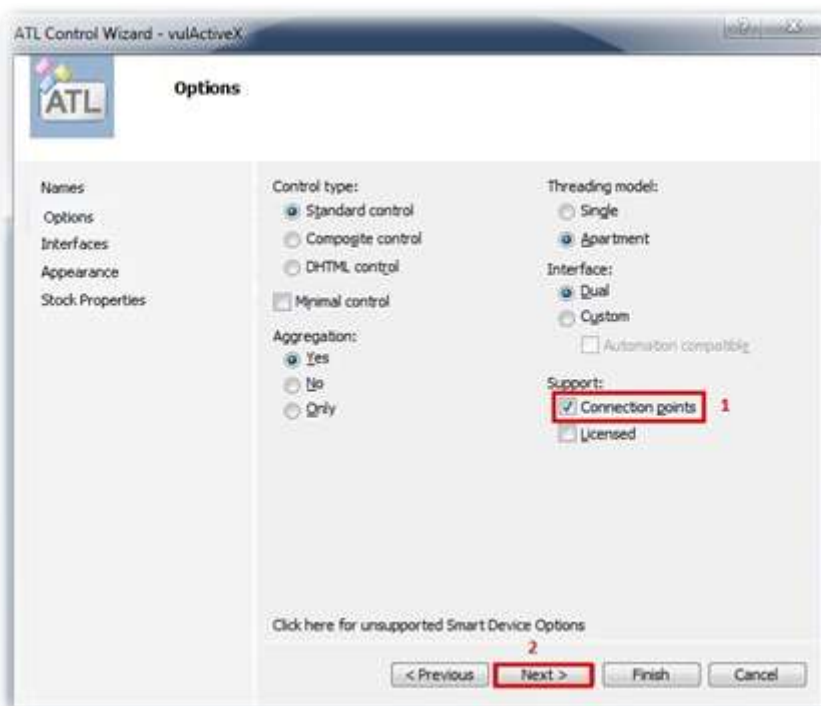 ATL Control Wizard - vulActiveX
ATL
Options
Names
Options
Interfaces
Appearance
Stock Properties
Control type:
Standard control
Composite control
DHTML control
Minimal control
Aggregation:
Yes
No
Only
Threading model:
Single
Apartment
Interface:
Dual
Custom
Automation compatible
Support:
Connection points 1
Licensed
Click here for unsupported Smart Device Options
2
< Previous Next > Finish Cancel